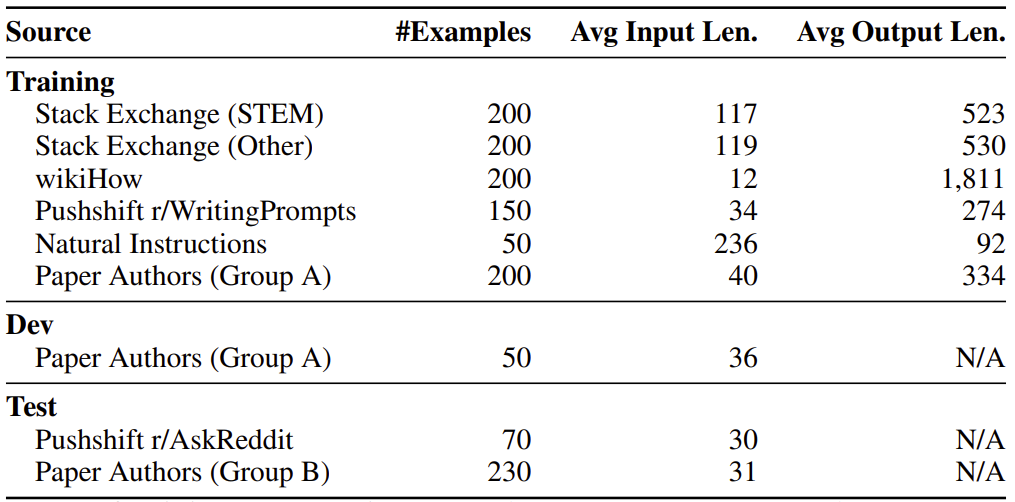 Source #Examples Avg Input Len. Avg Output Len.
Training
Stack Exchange (STEM) 200 117 523
Stack Exchange (Other) 200 119 530
wikiHow 200 12 1,811
Pushshift r/WritingPrompts 150 34 274
Natural Instructions 50 236 92
Paper Authors (Group A) 200 40 334
Dev
Paper Authors (Group A) 50 36 N/A
Test
Pushshift r/AskReddit 70 30 N/A
Paper Authors (Group B) 230 31 N/A